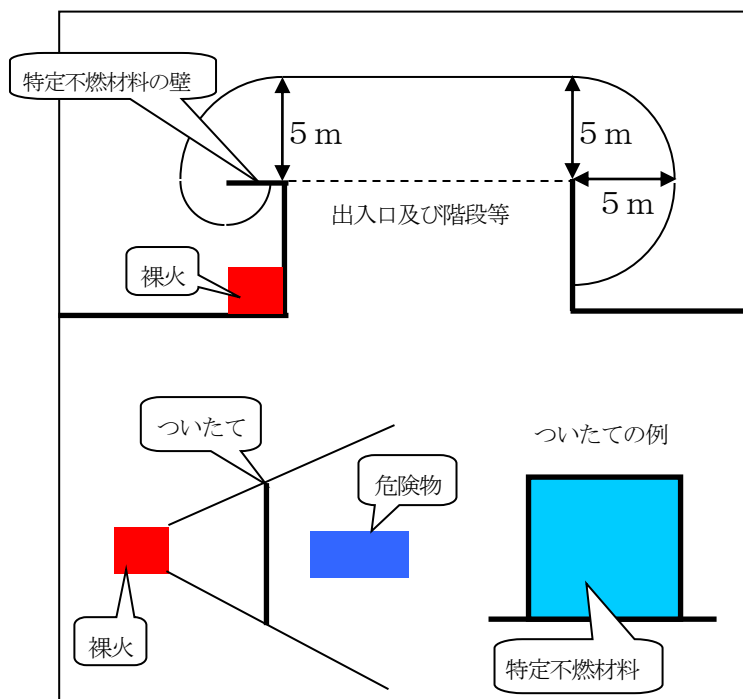 特定不燃材料の壁
5m
5m
5m
出入口及び階段等
裸火
ついたて
ついたての例
危険物
裸火
特定不燃材料